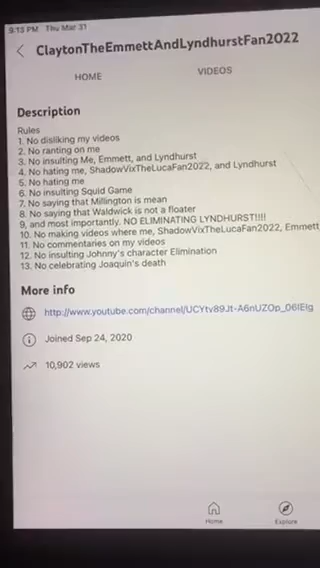 9:13 PM Thu Mar 31
ClaytonTheEmmettAndLyndhurstFan2022
HOME
VIDEOS
Description
Rules
1. No disliking my videos
2. No ranting on me
3. No insulting Me, Emmett, and Lyndhurst
4. No hating me, ShadowVixTheLucaFan2022, and Lyndhurst
5. No hating me
6. No insulting Squid Game
7. No saying that Millington is mean
8. No saying that Waldwick is not a floater
9, and most importantly. NO ELIMINATING LYNDHURST!!!!
10. No making videos where me, ShadowVixTheLucaFan2022, Emmett
11. No commentaries on my videos
12. No insulting Johnny's character Elimination
13. No celebrating Joaquin's death
More info
http://www.youtube.com/channel/UCYtv89Jt-A6nUZOp_06IEIg
Joined Sep 24, 2020
10,902 views
Home
Explore